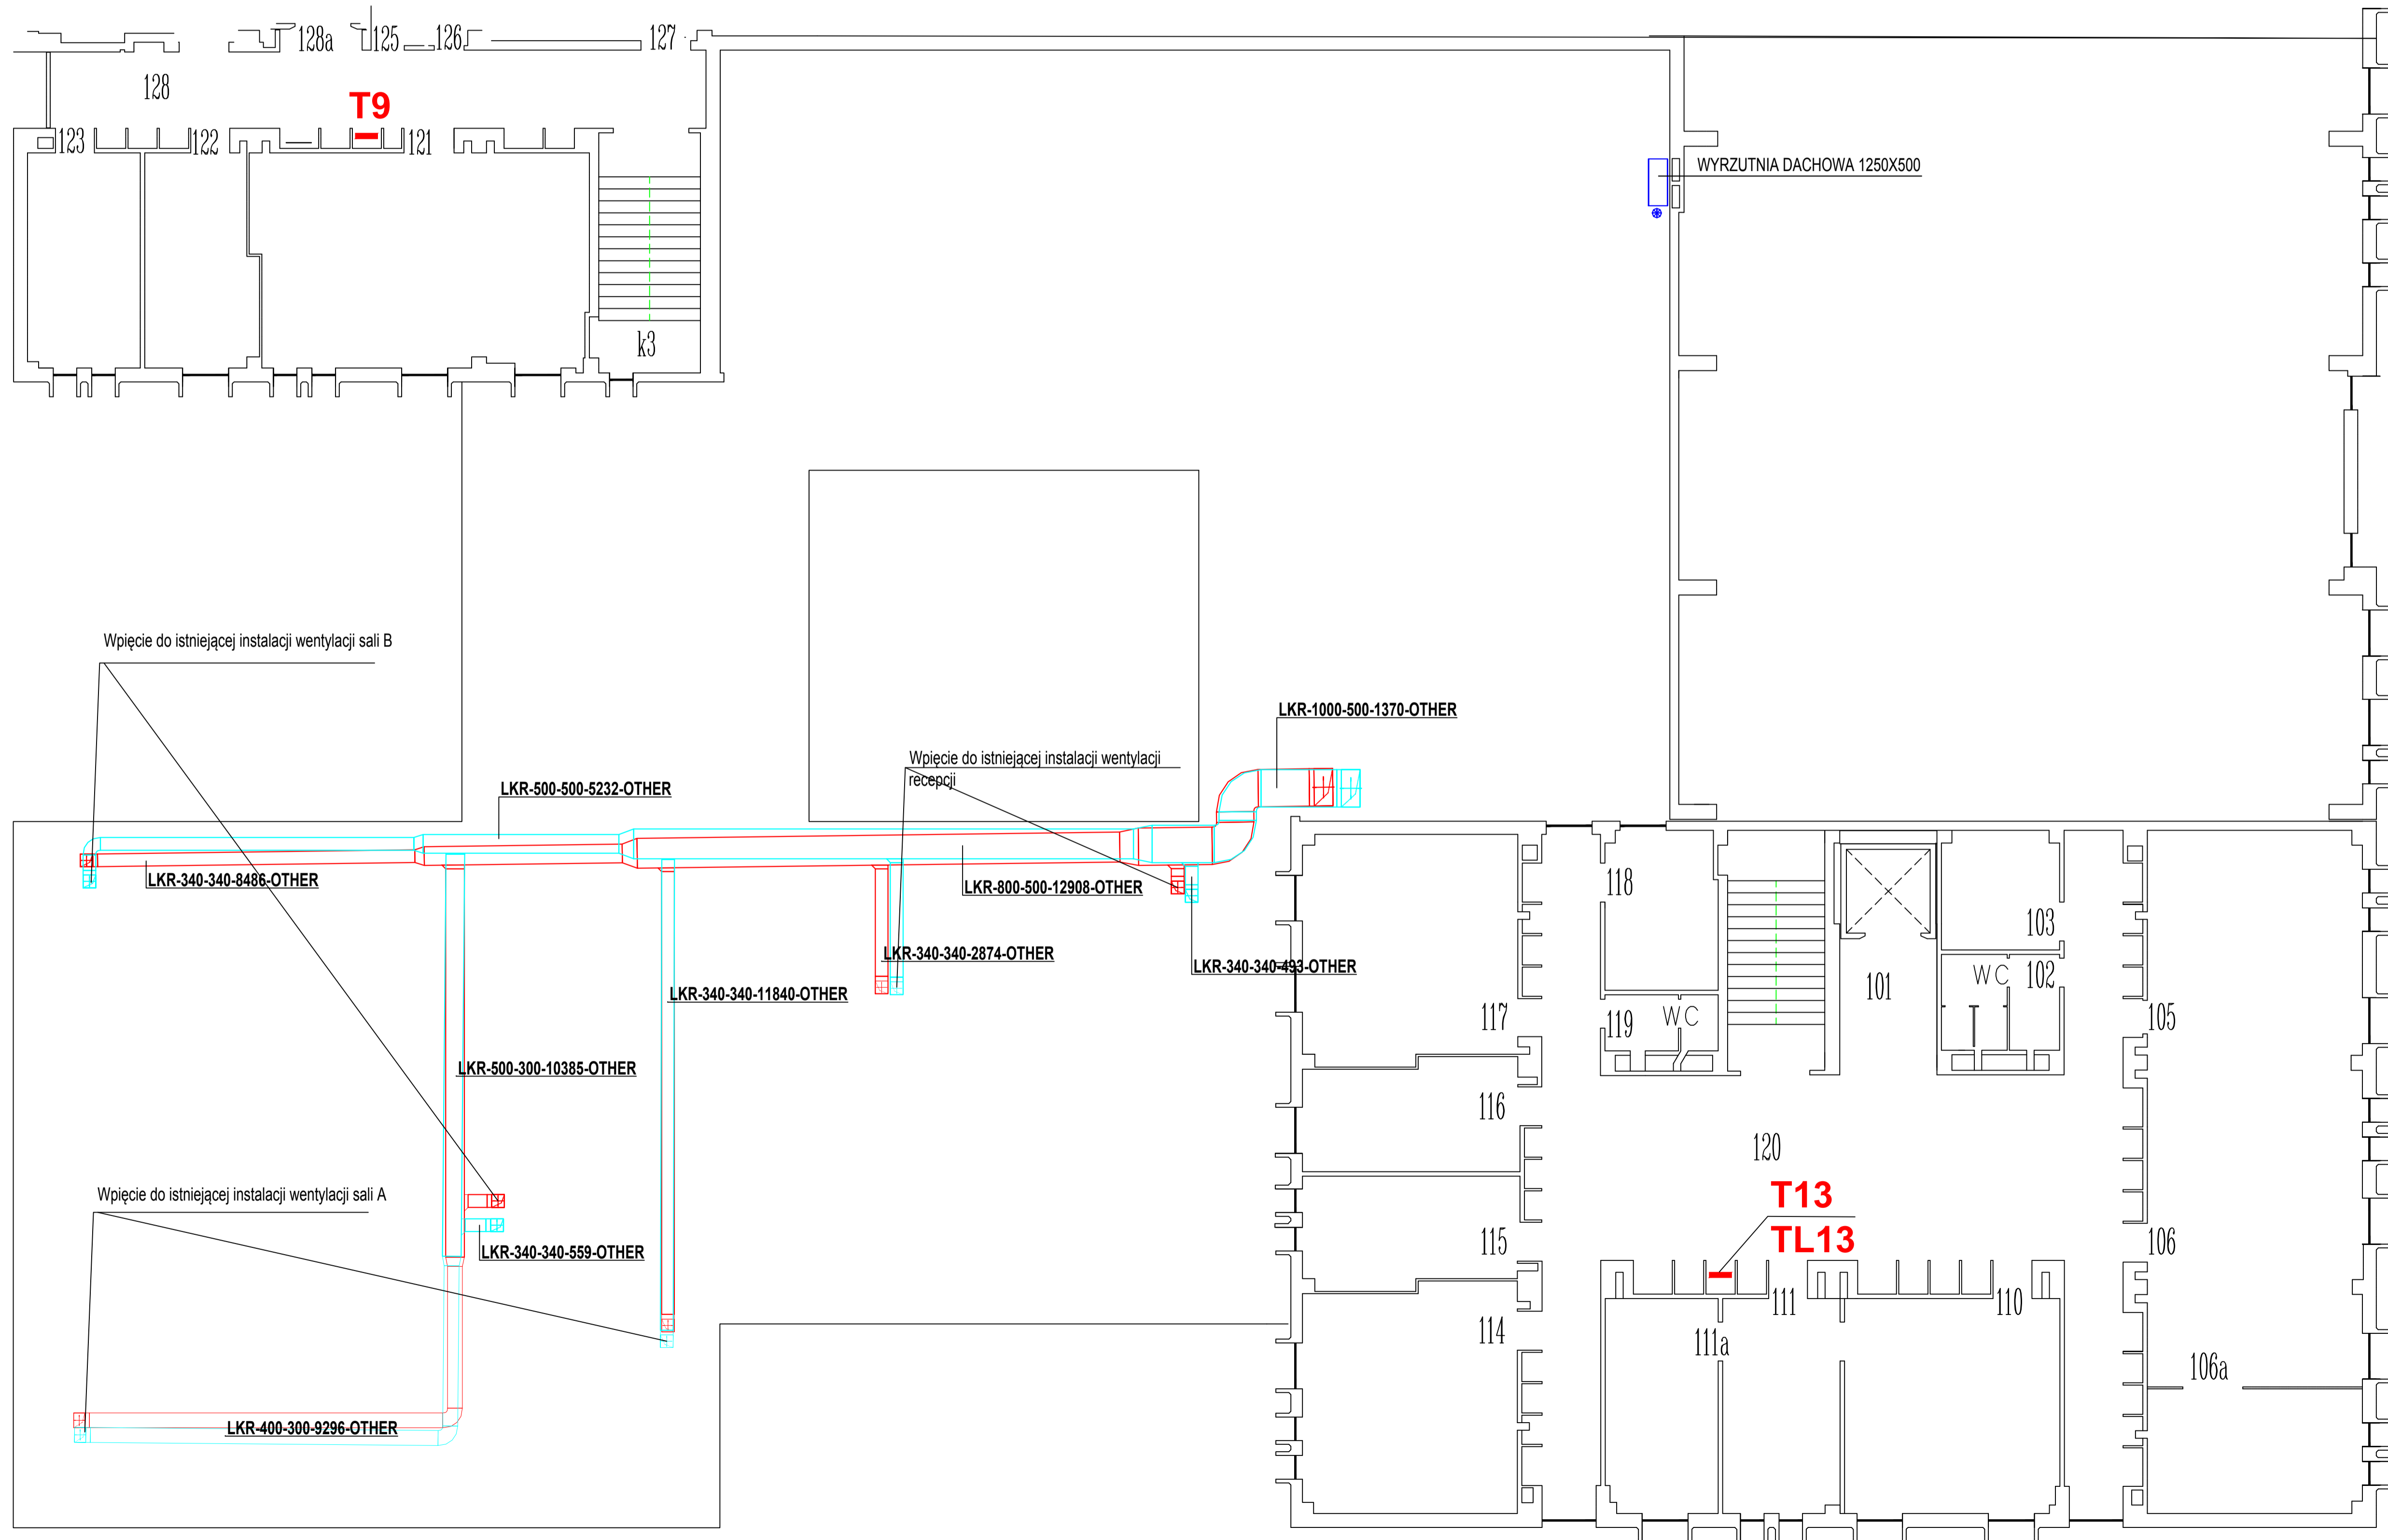 128a
125
126
127
128
T9
123
122
121
k3
WYRZUTNIA DACHOWA 1250X500
Wpięcie do istniejącej instalacji wentylacji sali B
LKR-1000-500-1370-OTHER
Wpięcie do istniejącej instalacji wentylacji
recepcji
LKR-500-500-5232-OTHER
LKR-340-340-8486-OTHER
LKR-800-500-12908-OTHER
LKR-340-340-2874-OTHER
LKR-340-340-493-OTHER
LKR-340-340-11840-OTHER
LKR-500-300-10385-OTHER
118
103
WC
102
101
117
119
WC
105
116
120
Wpięcie do istniejącej instalacji wentylacji sali A
T13
TL13
LKR-340-340-559-OTHER
115
106
111
110
114
111a
106a
LKR-400-300-9296-OTHER